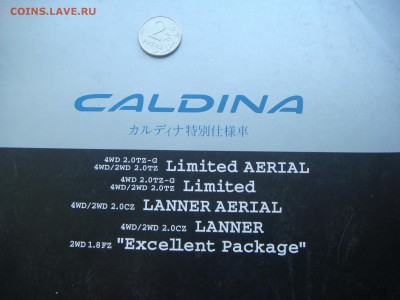 COINS.LAVE.RU
2
CALDINA
カルディナ特別仕様車
4WD 2.0TZ-G
4WD/2WD 2.0TZ Limited AERIAL
4WD 2.0TZ-G
4WD/2WD 2.0TZ Limited
4WD/2WD 2.0CZ LANNER AERIAL
4WD/2WD 2.0CZ LANNER
2WD 1.8FZ "Excellent Package"